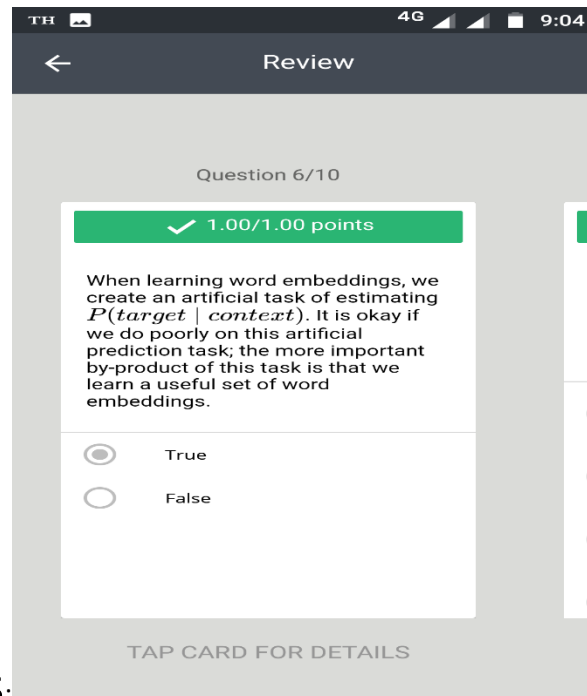 TH 4G 9:04
Review
Question 6/10
1.00/1.00 points
When learning word embeddings, we
create an artificial task of estimating
P(target | context). It is okay if
we do poorly on this artificial
prediction task; the more important
by-product of this task is that we
learn a useful set of word
embeddings.
True
False
TAP CARD FOR DETAILS